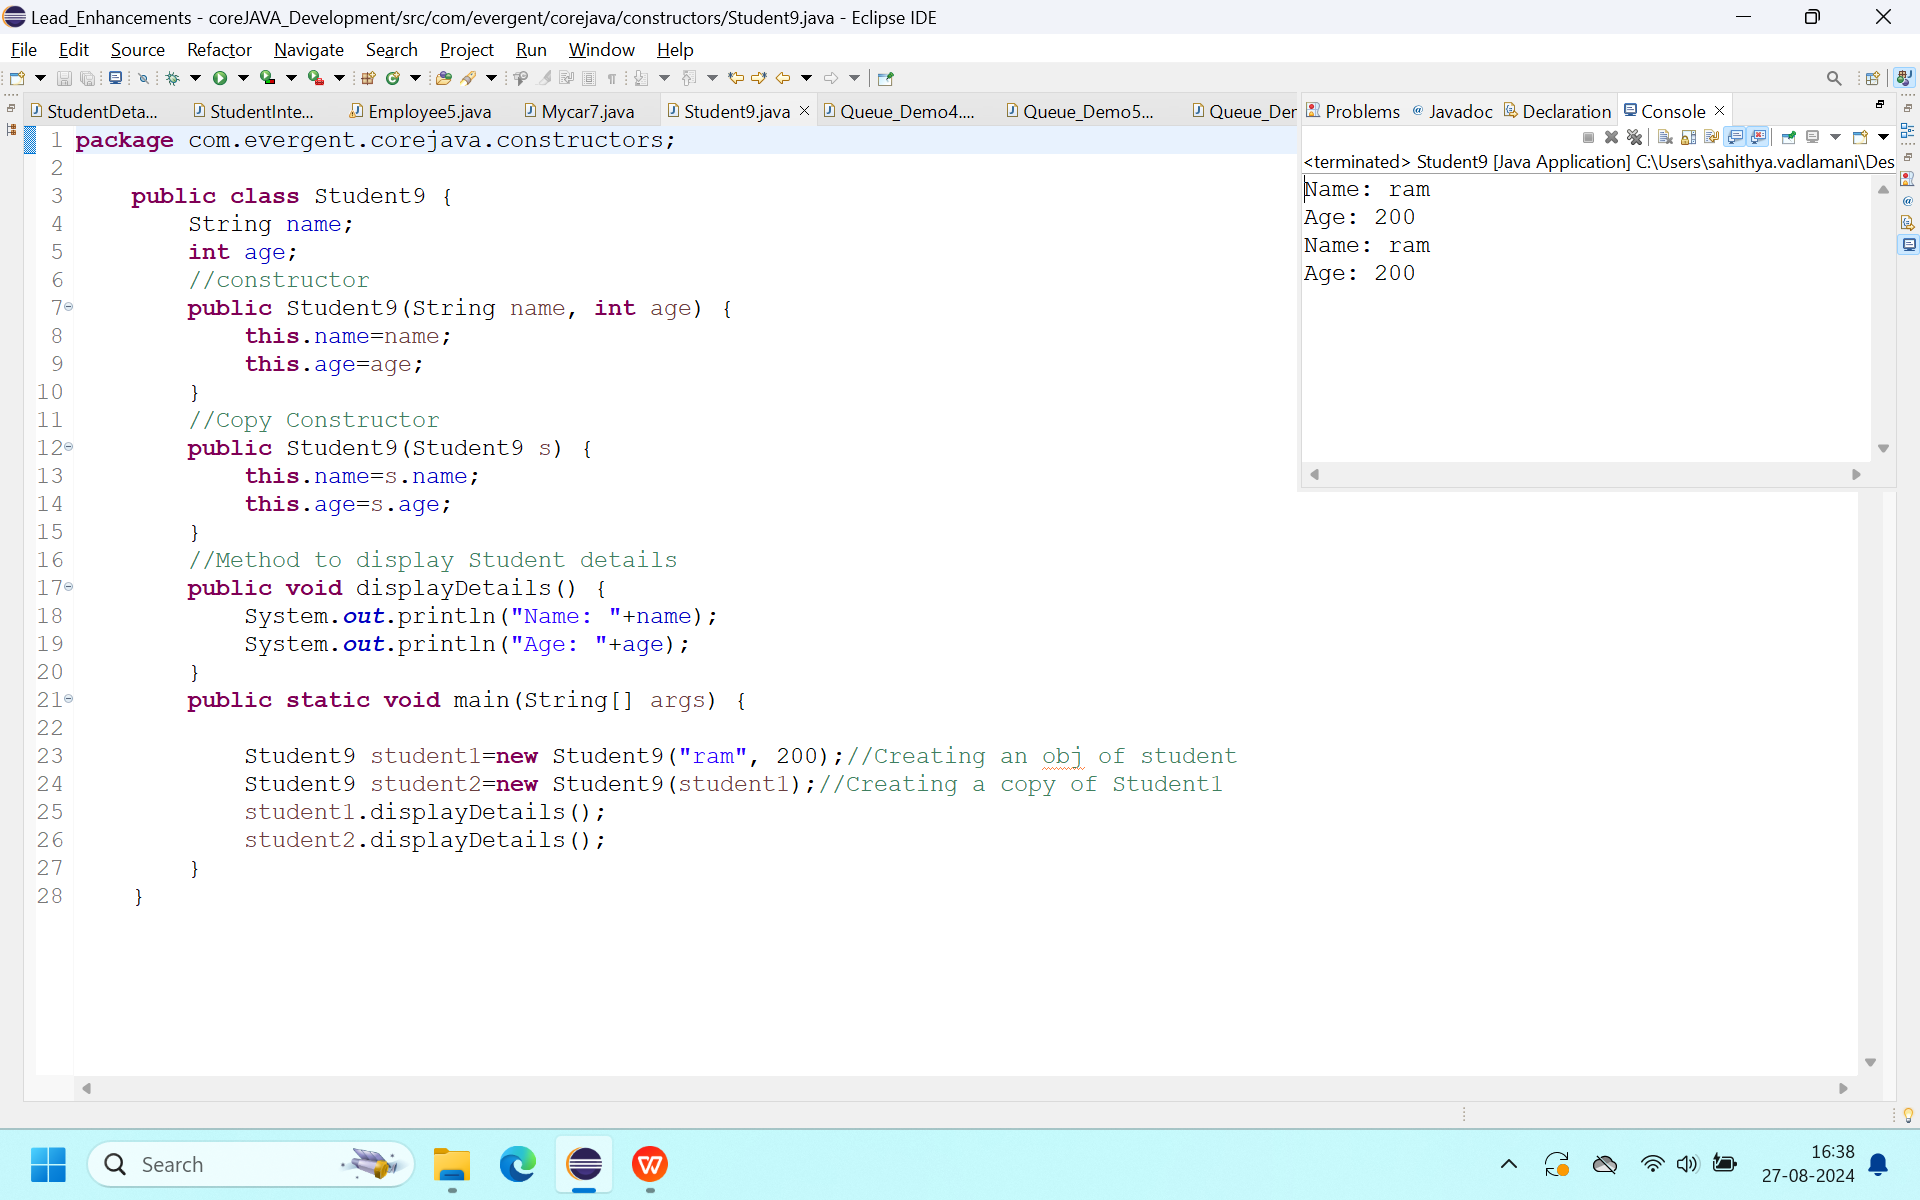 Lead_Enhancements - coreJAVA_Development/src/com/evergent/corejava/constructors/Student9.java - Eclipse IDE
File Edit Source Refactor Navigate Search Project Run Window Help
StudentDeta... StudentInte... Employee5.java Mycar7.java Student9.java Queue_Demo4.... Queue_Demo5... Queue_Der
Problems Javadoc Declaration Console
<terminated> Student9 [Java Application] C:\Users\sahithya.vadlamani\Des
Name: ram
Age: 200
Name: ram
Age: 200
1 package com.evergent.corejava.constructors;
2
3 public class Student9 {
4 String name;
5 int age;
6 //constructor
7 public Student9(String name, int age) {
8 this.name=name;
9 this.age=age;
10 }
11 //Copy Constructor
12 public Student9(Student9 s) {
13 this.name=s.name;
14 this.age=s.age;
15 }
16 //Method to display Student details
17 public void displayDetails() {
18 System.out.println("Name: "+name);
19 System.out.println("Age: "+age);
20 }
21 public static void main(String[] args) {
22
23 Student9 student1=new Student9("ram", 200);//Creating an obj of student
24 Student9 student2=new Student9(student1);//Creating a copy of Student1
25 student1.displayDetails();
26 student2.displayDetails();
27 }
28 }
Search
16:38
27-08-2024